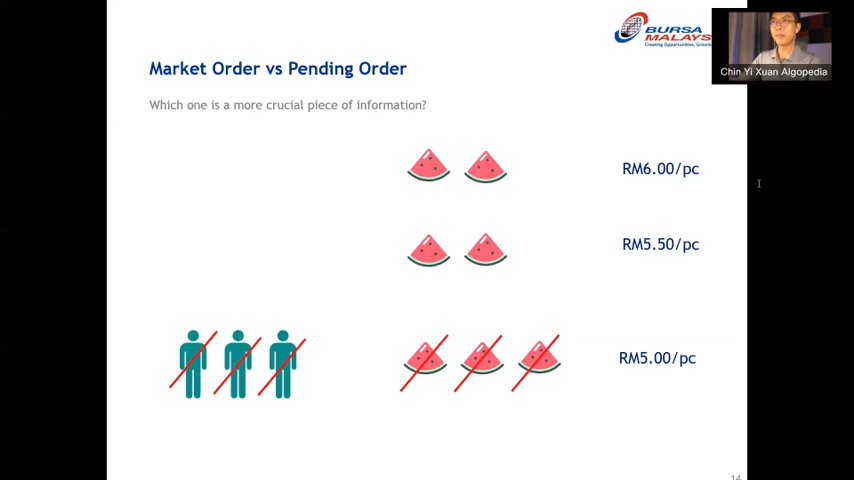 BURSA
MALAYS
Creating Opportunities, Growin
Chin Yi Xuan Algopedia
Market Order vs Pending Order
Which one is a more crucial piece of information?
RM6.00/pc
RM5.50/pc
RM5.00/pc
14